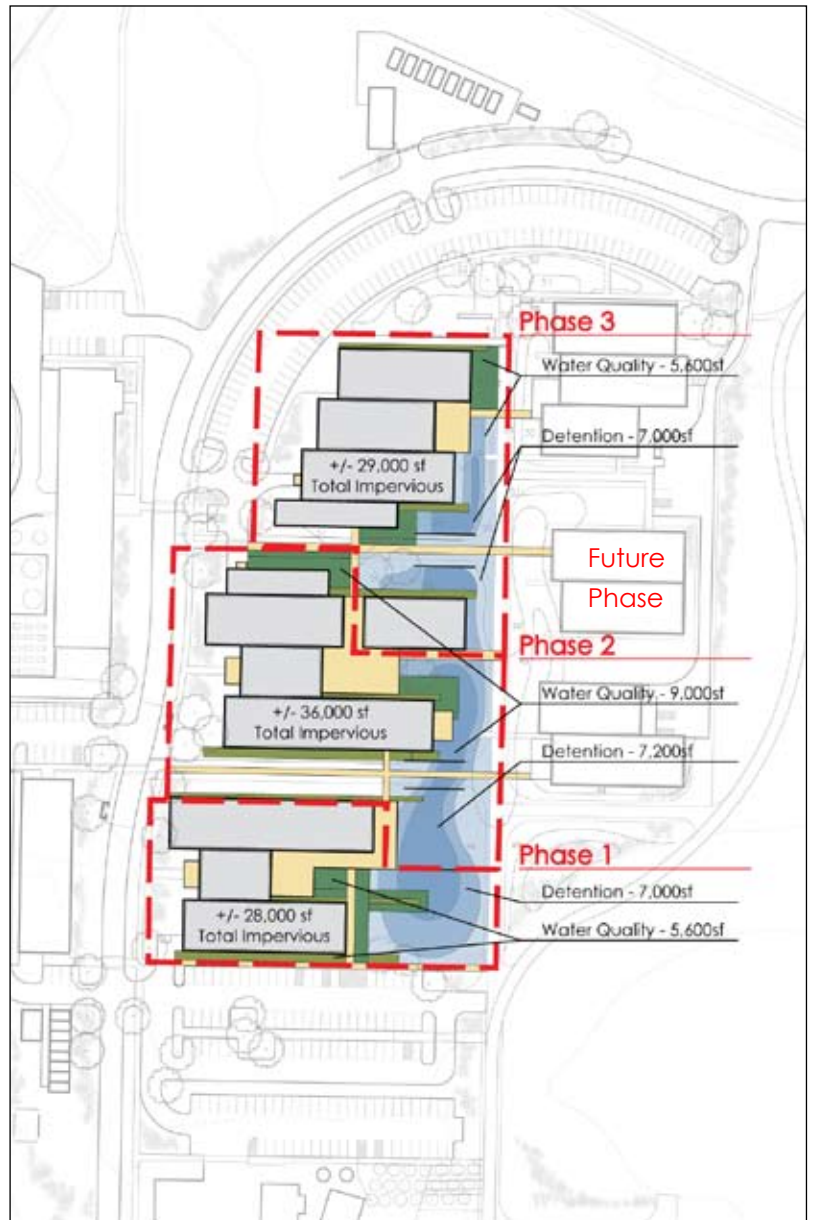 Phase 3
Water Quality - 5,600sf
Detention - 7,000sf
+/- 29,000 sf
Total Impervious
Future
Phase
Phase 2
Water Quality - 9,000sf
+/- 36,000 sf
Total Impervious
Detention - 7,200sf
Phase 1
Detention - 7,000sf
+/- 28,000 sf
Total Impervious
Water Quality - 5,600sf